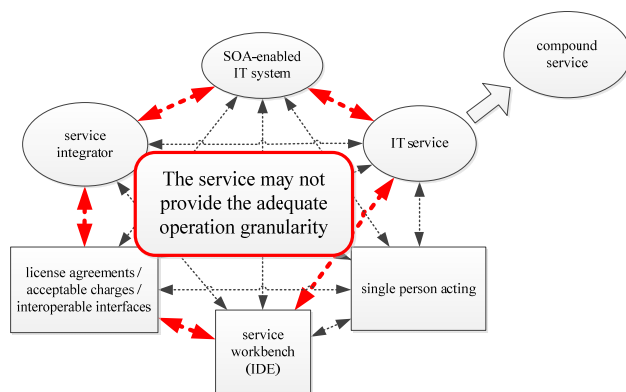 SOA-enabled
IT system
compound
service
service
integrator
IT service
The service may not
provide the adequate
operation granularity
license agreements /
acceptable charges /
interoperable interfaces
single person acting
service
workbench
(IDE)